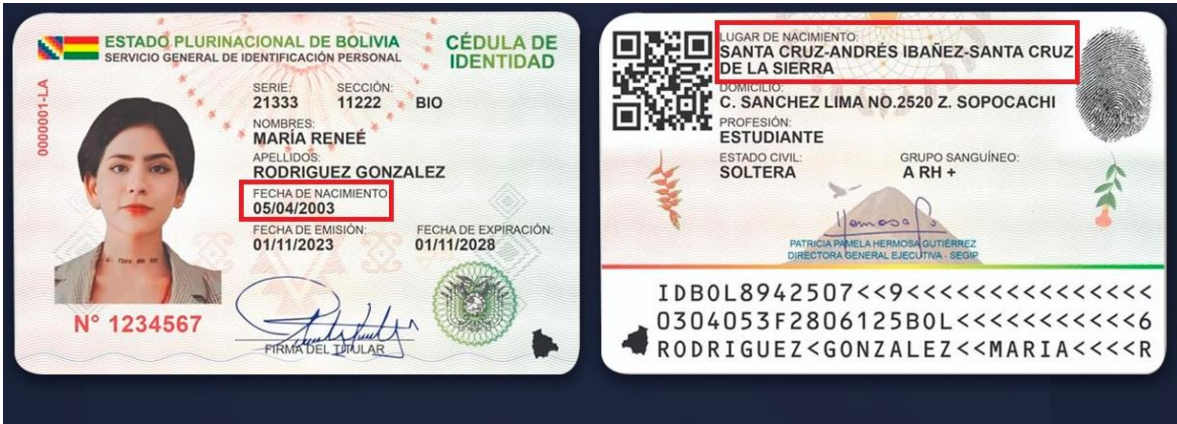 ESTADO PLURINACIONAL DE BOLIVIA
SERVICIO GENERAL DE IDENTIFICACIÓN PERSONAL
CÉDULA DE
IDENTIDAD
0000001-LA
SERIE: SECCIÓN:
21333 11222 BIO
NOMBRES:
MARÍA RENEÉ
APELLIDOS:
RODRIGUEZ GONZALEZ
FECHA DE NACIMIENTO:
05/04/2003
FECHA DE EMISIÓN: FECHA DE EXPIRACIÓN:
01/11/2023 01/11/2028
Nº 1234567
FIRMA DEL TITULAR
LUGAR DE NACIMIENTO:
SANTA CRUZ-ANDRÉS IBAÑEZ-SANTA CRUZ
DE LA SIERRA
DOMICILIO:
C. SANCHEZ LIMA NO.2520 Z. SOPOCACHI
PROFESIÓN:
ESTUDIANTE
ESTADO CIVIL: GRUPO SANGUÍNEO:
SOLTERA A RH +
PATRICIA PAMELA HERMOSA GUTIÉRREZ
DIRECTORA GENERAL EJECUTIVA - SEGIP
IDBOL8942507<<9<<<<<<<<<<<<<<<
0304053F2806125BOL<<<<<<<<<<<6
RODRIGUEZ<GONZALEZ<<MARIA<<<<R